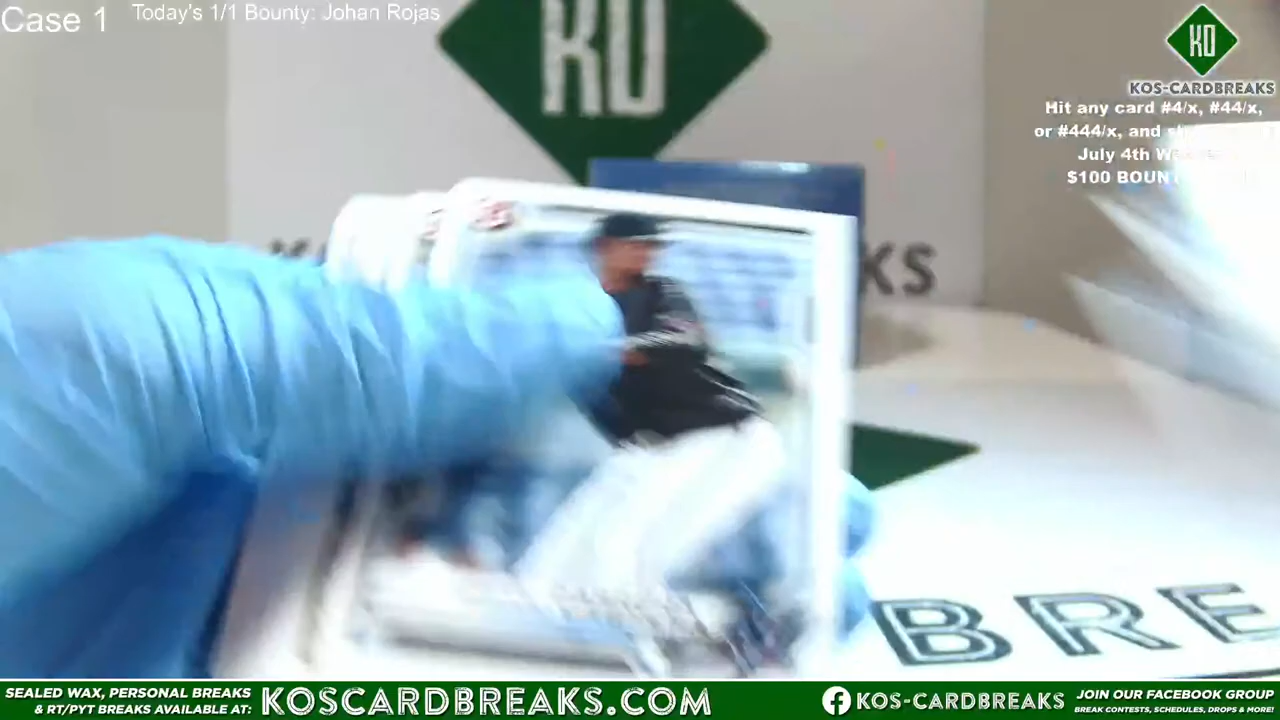 Case 1
Today's 1/1 Bounty: Johan Rojas
KO
KO
KOS-CARDBREAKS
Hit any card #4/x, #44/x,
or #444/x, and
July 4th
$100 BOUNT
KS
BRE
SEALED WAX, PERSONAL BREAKS
& RT/PYT BREAKS AVAILABLE AT:
KOSCARDBREAKS.COM
KOS-CARDBREAKS
JOIN OUR FACEBOOK GROUP
BREAK CONTESTS, SCHEDULES, DROPS & MORE!